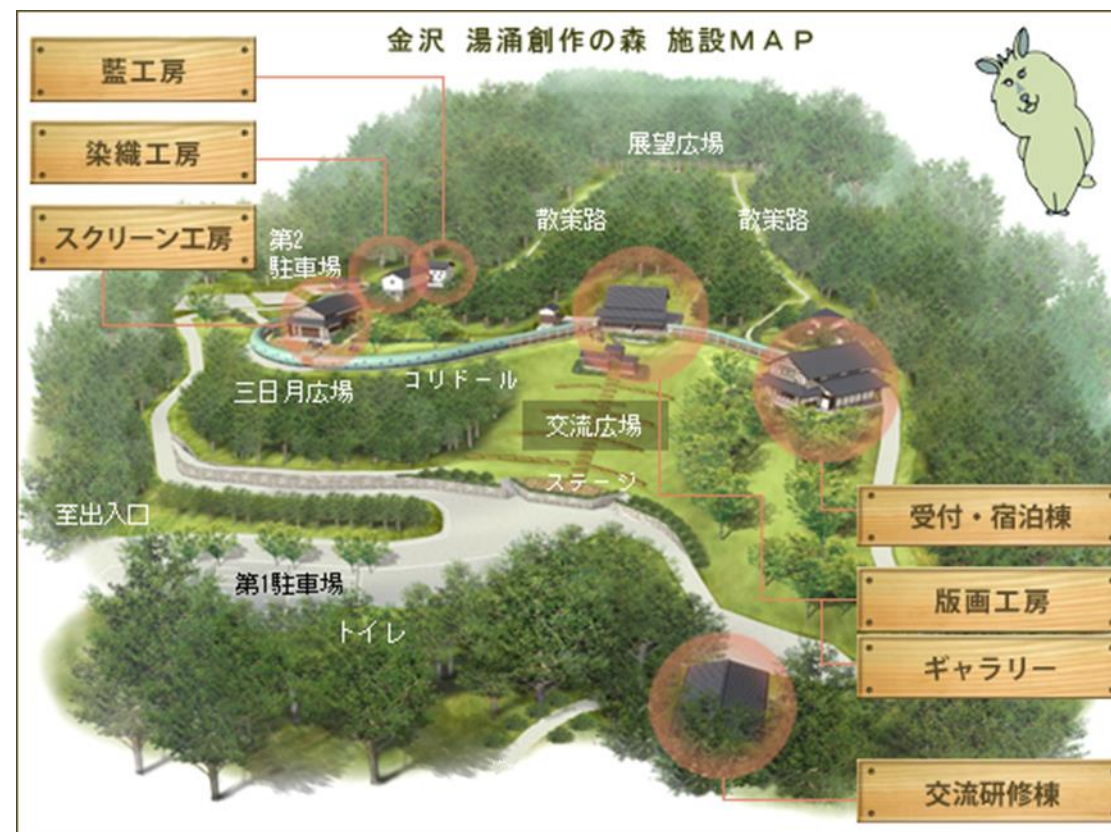 金沢 湯涌創作の森 施設MAP
藍工房
染織工房
スクリーン工房
展望広場
散策路
散策路
第2
駐車場
三日月広場
コリドール
交流広場
ステージ
至出入口
第1駐車場
トイレ
受付・宿泊棟
版画工房
ギャラリー
交流研修棟